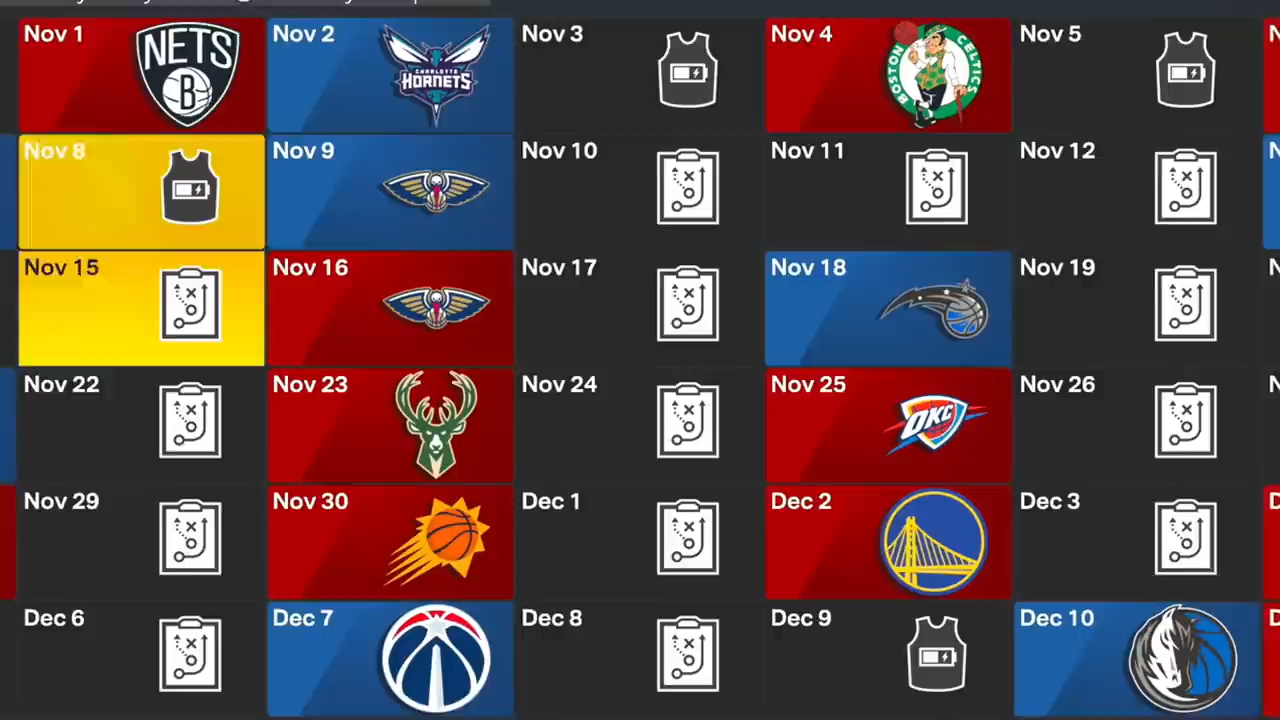 Nov 1
NETS
B
Nov 2
CHARLOTTE
HORNETS
Nov 3
Nov 4
BOSTON
CELTICS
Nov 5
Nov 8
Nov 9
Nov 10
Nov 11
Nov 12
Nov 15
Nov 16
Nov 17
Nov 18
Nov 19
Nov 22
Nov 23
Nov 24
Nov 25
OKC
Nov 26
Nov 29
Nov 30
Dec 1
Dec 2
Dec 3
Dec 6
Dec 7
Dec 8
Dec 9
Dec 10